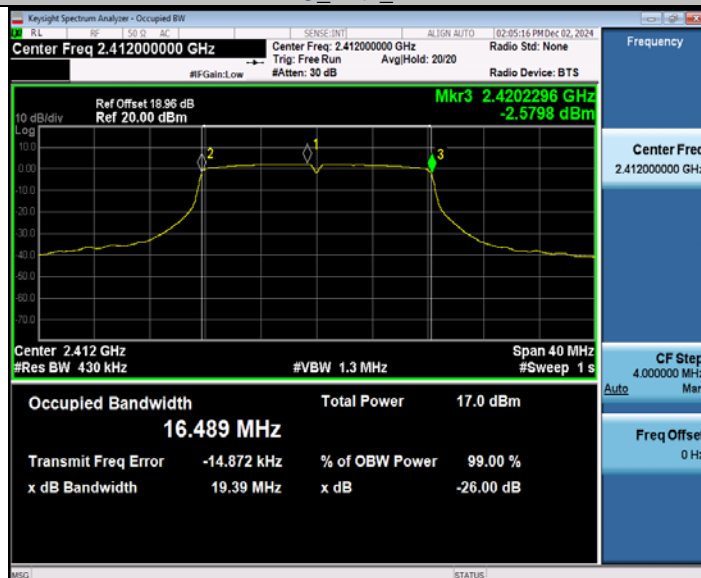 Keysight Spectrum Analyzer - Occupied BW
RL RF 50 Ω AC SENSE:INT ALIGN AUTO 02:05:16 PM Dec 02, 2024
Center Freq 2.412000000 GHz
Center Freq: 2.412000000 GHz
Radio Std: None
Trig: Free Run Avg|Hold: 20/20
#IFGain:Low
#Atten: 30 dB
Radio Device: BTS
Ref Offset 18.96 dB
Mkr3 2.4202296 GHz
10 dB/div Ref 20.00 dBm
-2.5798 dBm
Log
10.0
0.00
-10.0
-20.0
-30.0
-40.0
-50.0
-60.0
-70.0
2
1
3
Center 2.412 GHz
Span 40 MHz
#Res BW 430 kHz
#VBW 1.3 MHz
#Sweep 1 s
Occupied Bandwidth
Total Power 17.0 dBm
16.489 MHz
Transmit Freq Error -14.872 kHz
% of OBW Power 99.00 %
x dB Bandwidth 19.39 MHz
x dB -26.00 dB
MSG
STATUS
Frequency
Center Freq
2.412000000 GHz
CF Step
4.000000 MHz
Auto Man
Freq Offset
0 Hz